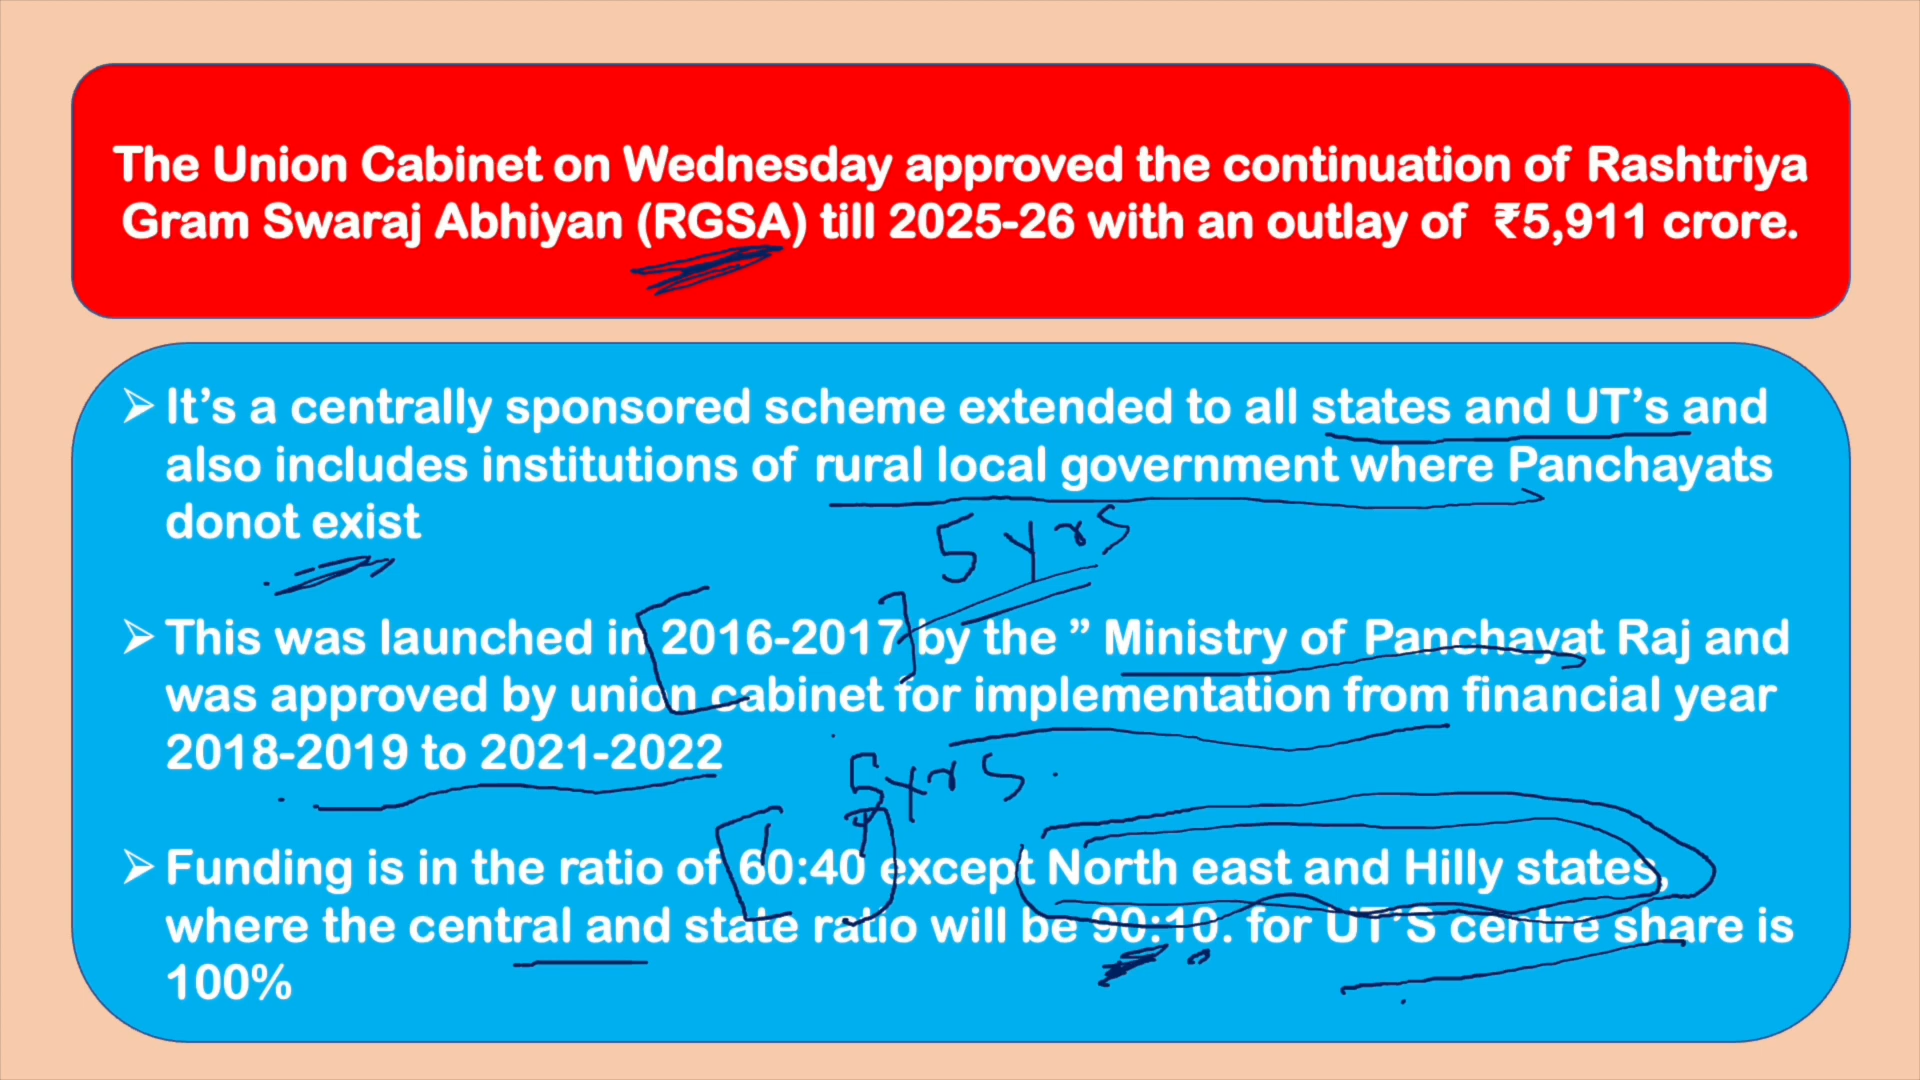 The Union Cabinet on Wednesday approved the continuation of Rashtriya
Gram Swaraj Abhiyan (RGSA) till 2025-26 with an outlay of ₹5,911 crore.
➢ It’s a centrally sponsored scheme extended to all states and UT’s and
also includes institutions of rural local government where Panchayats
donot exist
5 yrs
➢ This was launched in 2016-2017 by the ” Ministry of Panchayat Raj and
was approved by union cabinet for implementation from financial year
2018-2019 to 2021-2022
5yrs
➢ Funding is in the ratio of 60:40 except North east and Hilly states,
where the central and state ratio will be 90:10. for UT’S centre share is
100%